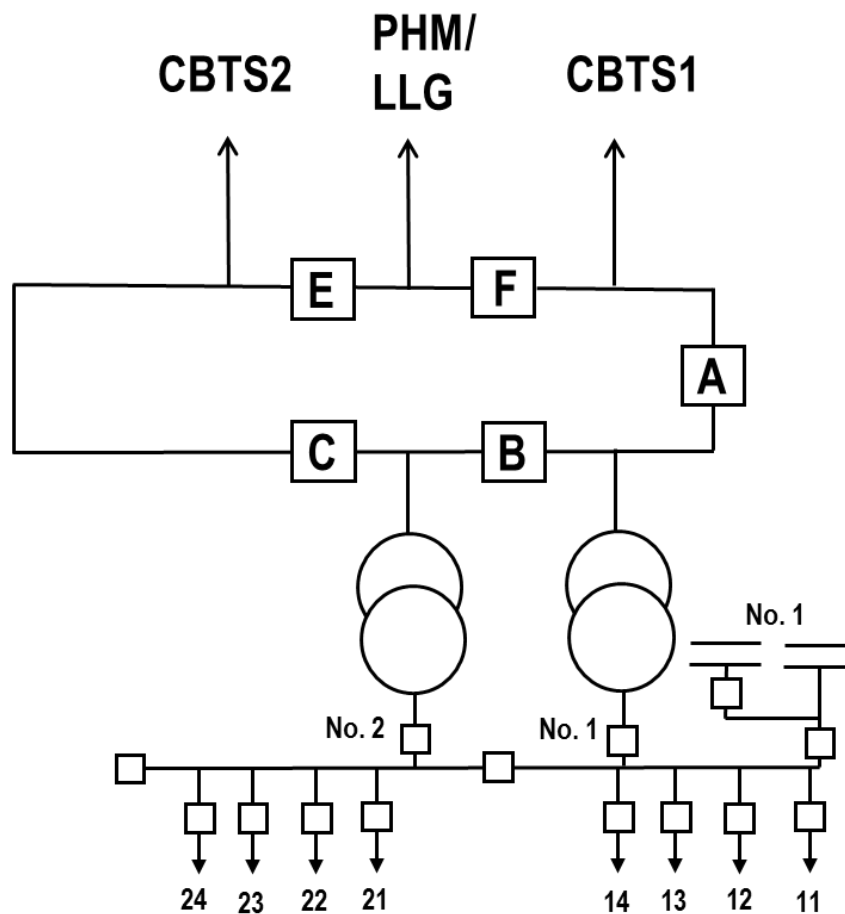 PHM/
LLG
CBTS2
CBTS1
E
F
A
C
B
No. 1
No. 2
No. 1
24
23
22
21
14
13
12
11